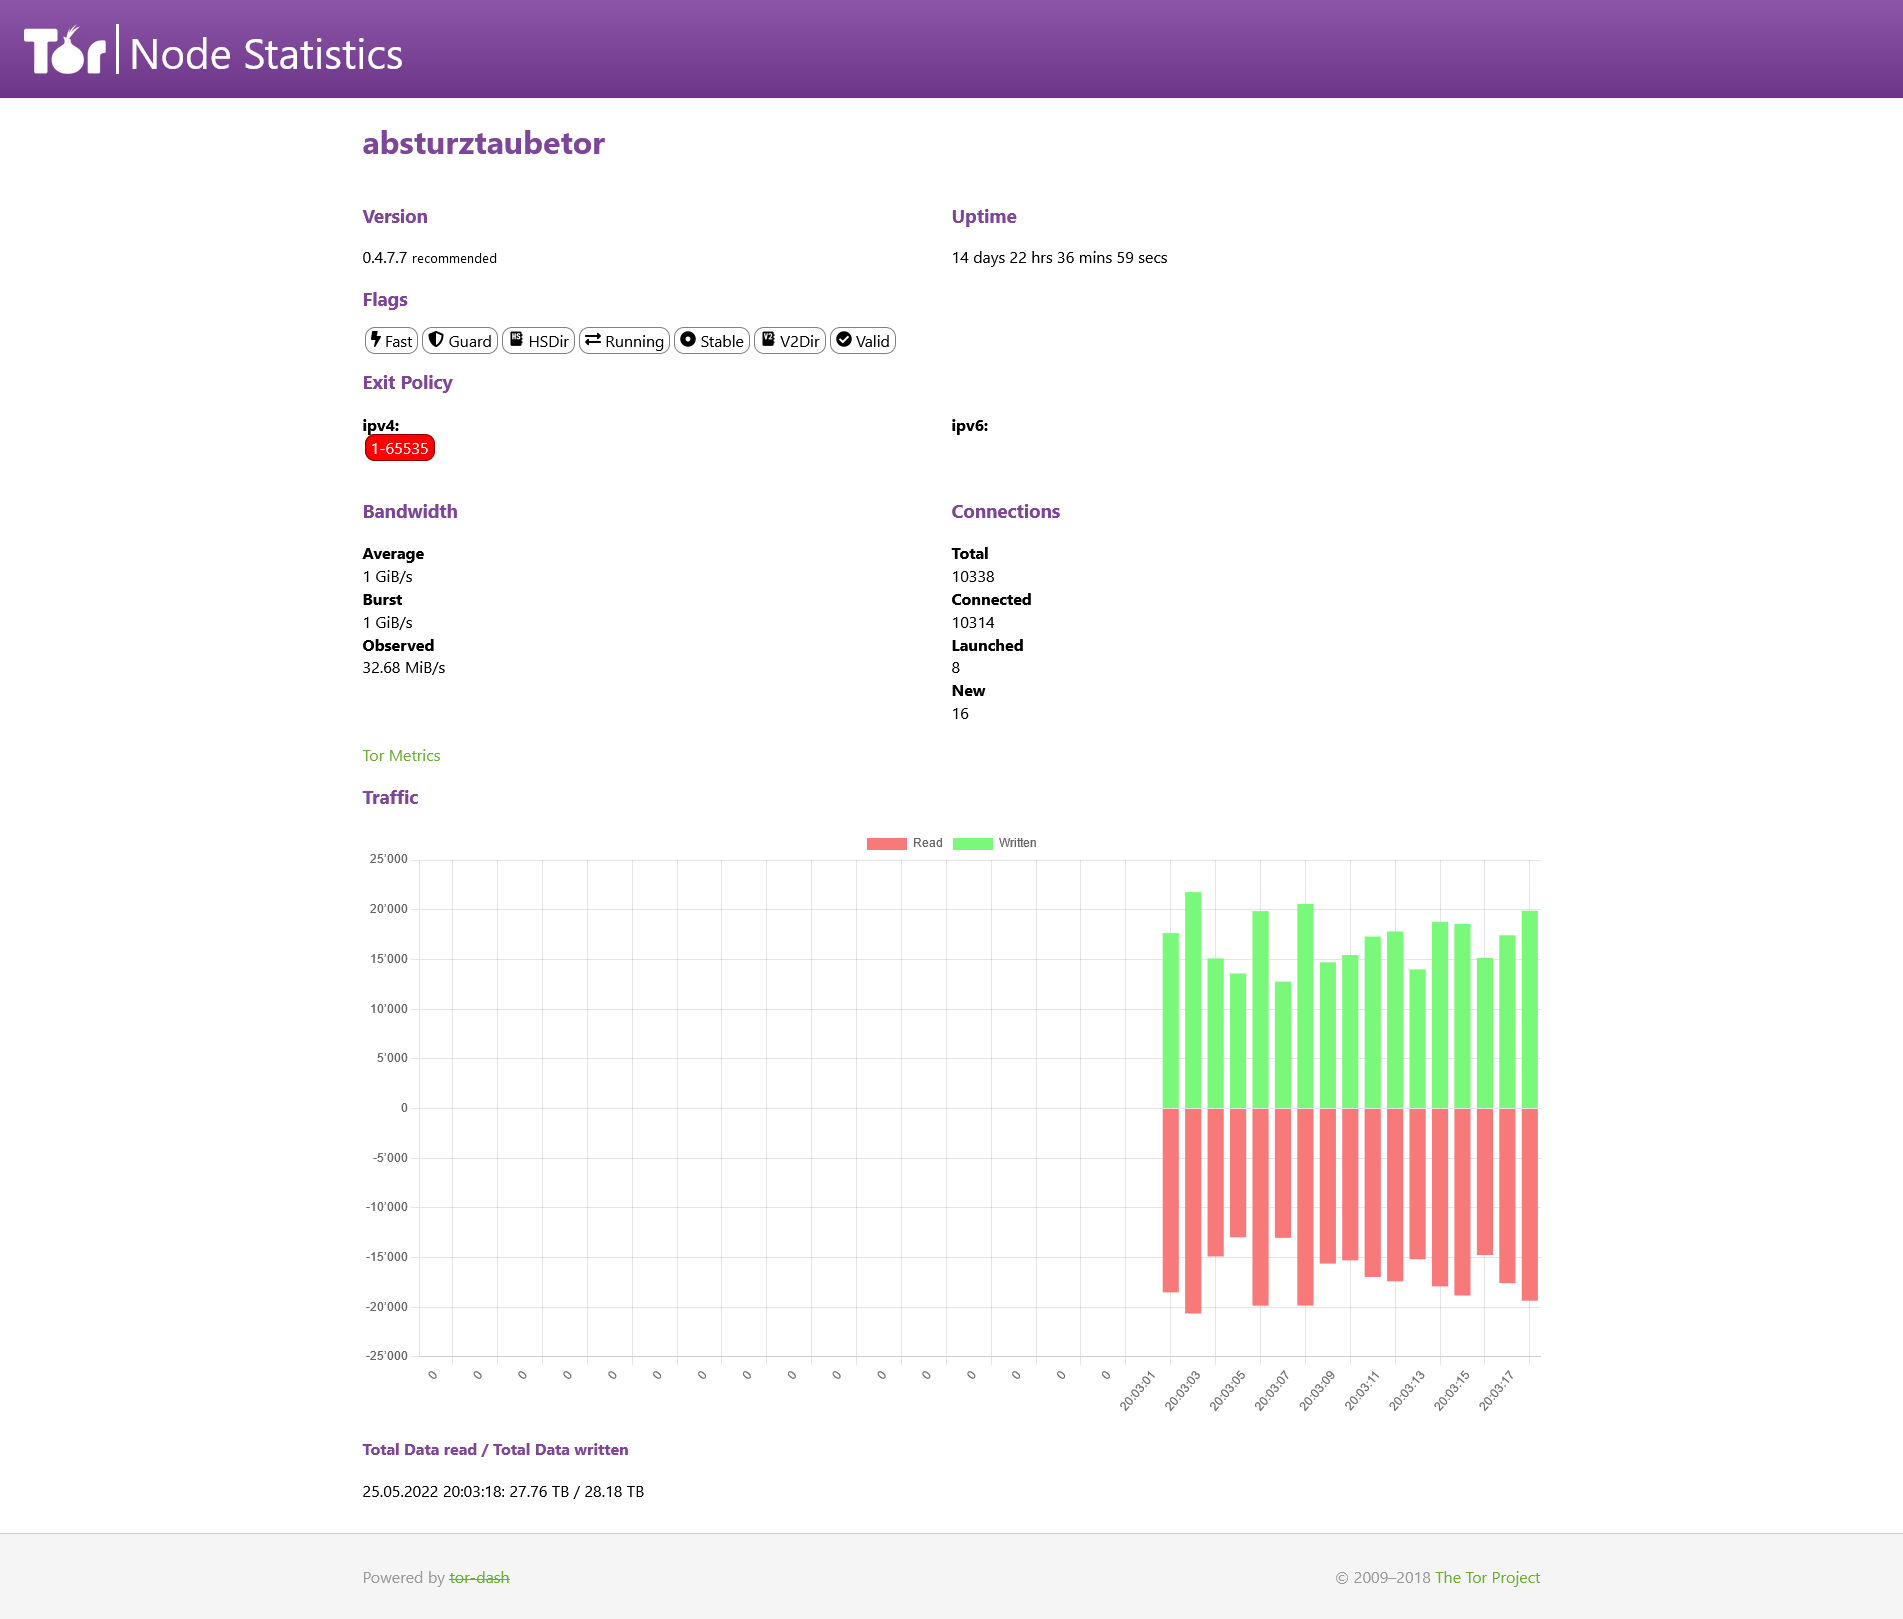 Tor | Node Statistics
absturztaubetor
Version
0.4.7.7 recommended
Uptime
14 days 22 hrs 36 mins 59 secs
Flags
Fast Guard HSDir Running Stable V2Dir Valid
Exit Policy
ipv4:
1-65535
ipv6:
Bandwidth
Average
1 GiB/s
Burst
1 GiB/s
Observed
32.68 MiB/s
Connections
Total
10338
Connected
10314
Launched
8
New
16
Tor Metrics
Traffic
Read Written
25'000
20'000
15'000
10'000
5'000
0
-5'000
-10'000
-15'000
-20'000
-25'000
0 0 0 0 0 0 0 0 0 0 0 0 0 0 0 0 20:03:01 20:03:03 20:03:05 20:03:07 20:03:09 20:03:11 20:03:13 20:03:15 20:03:17
Total Data read / Total Data written
25.05.2022 20:03:18: 27.76 TB / 28.18 TB
Powered by tor-dash
© 2009–2018 The Tor Project